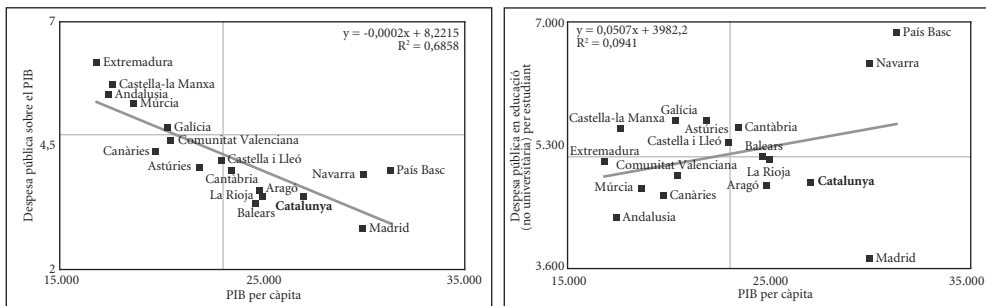 7
y = -0,0002x + 8,2215
R² = 0,6858
Extremadura
Castella-la Manxa
Andalusia
Múrcia
Galícia
Comunitat Valenciana
4,5
Canàries
Castella i Lleó
Astúries
Cantàbria
Navarra
País Basc
La Rioja
Aragó
Balears
Catalunya
Madrid
2
15.000
25.000
35.000
PIB per càpita
Despesa pública sobre el PIB
7.000
y = 0,0507x + 3982,2
R² = 0,0941
País Basc
Navarra
Galícia
Castella-la Manxa
Astúries
Cantàbria
Castella i Lleó
Balears
5.300
Extremadura
Comunitat Valenciana
La Rioja
Múrcia
Canàries
Aragó
Catalunya
Andalusia
Madrid
3.600
15.000
25.000
35.000
PIB per càpita
Despesa pública en educació
(no universitària) per estudiant